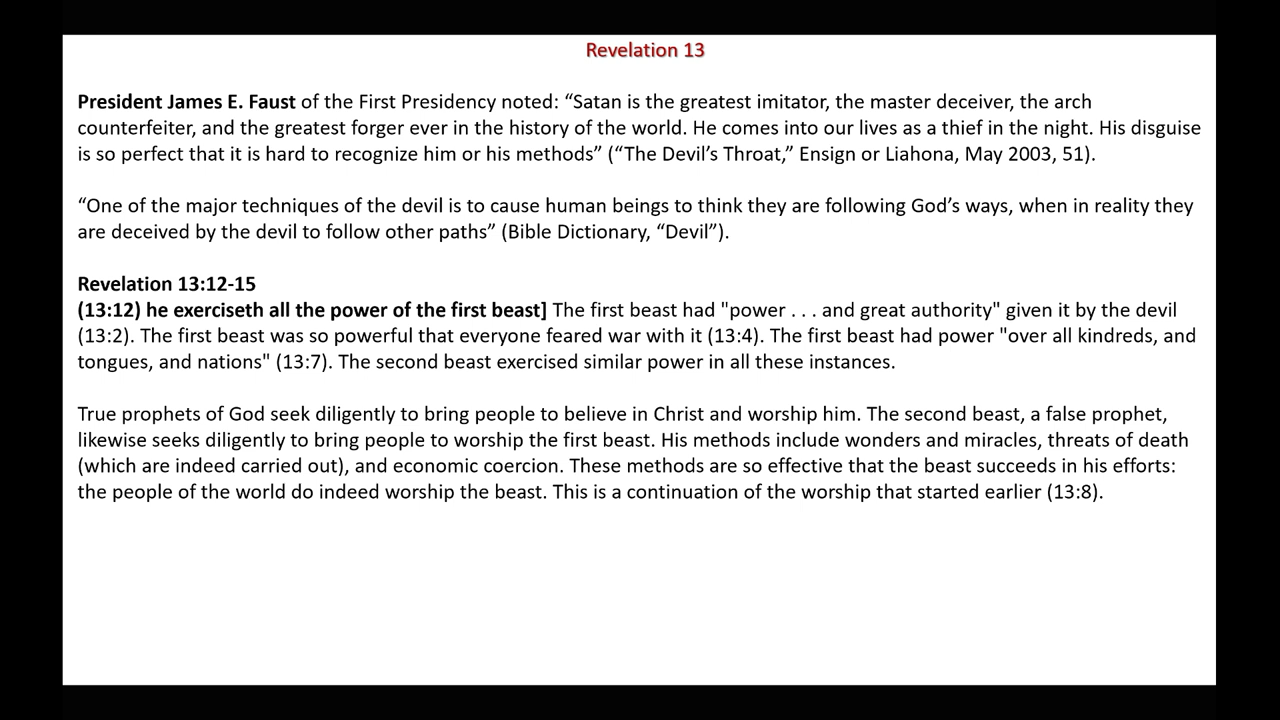 Revelation 13
President James E. Faust of the First Presidency noted: “Satan is the greatest imitator, the master deceiver, the arch
counterfeiter, and the greatest forger ever in the history of the world. He comes into our lives as a thief in the night. His disguise
is so perfect that it is hard to recognize him or his methods” (“The Devil’s Throat,” Ensign or Liahona, May 2003, 51).
“One of the major techniques of the devil is to cause human beings to think they are following God’s ways, when in reality they
are deceived by the devil to follow other paths” (Bible Dictionary, “Devil”).
Revelation 13:12-15
(13:12) he exerciseth all the power of the first beast] The first beast had "power . . . and great authority" given it by the devil
(13:2). The first beast was so powerful that everyone feared war with it (13:4). The first beast had power "over all kindreds, and
tongues, and nations" (13:7). The second beast exercised similar power in all these instances.
True prophets of God seek diligently to bring people to believe in Christ and worship him. The second beast, a false prophet,
likewise seeks diligently to bring people to worship the first beast. His methods include wonders and miracles, threats of death
(which are indeed carried out), and economic coercion. These methods are so effective that the beast succeeds in his efforts:
the people of the world do indeed worship the beast. This is a continuation of the worship that started earlier (13:8).